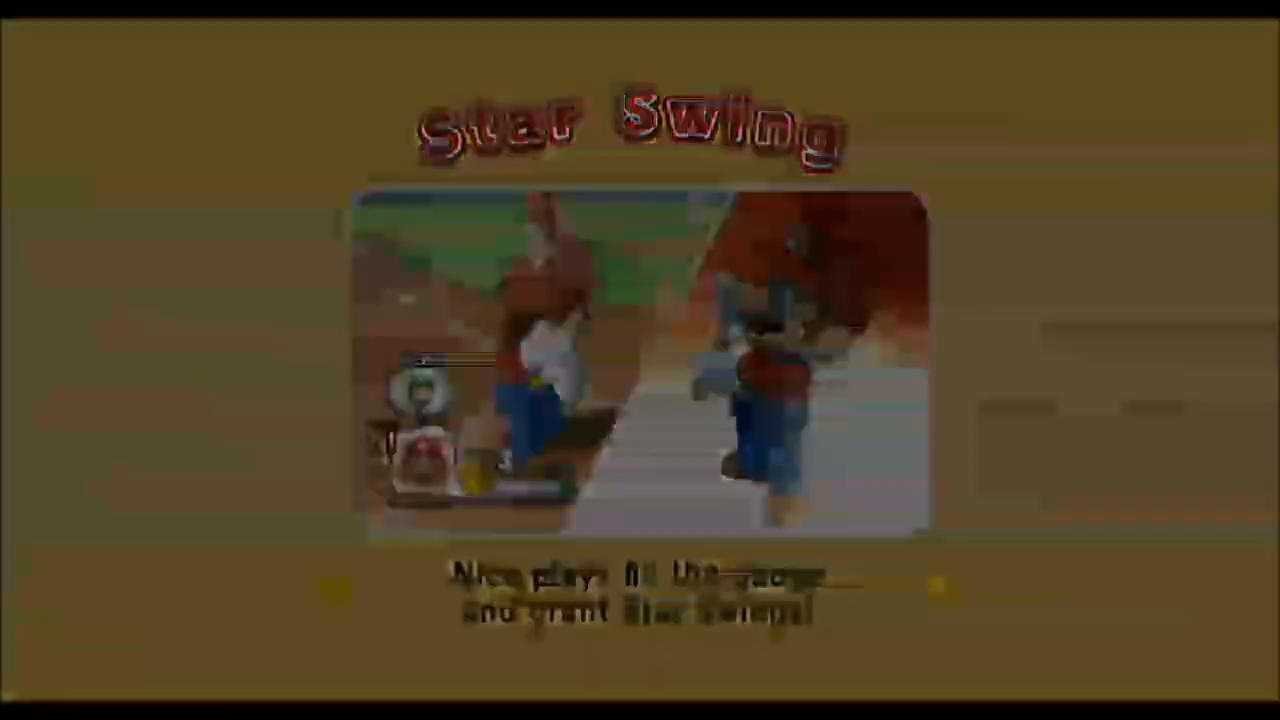 Star Swing
Nice plays fill the gauge
and grant Star Swings!